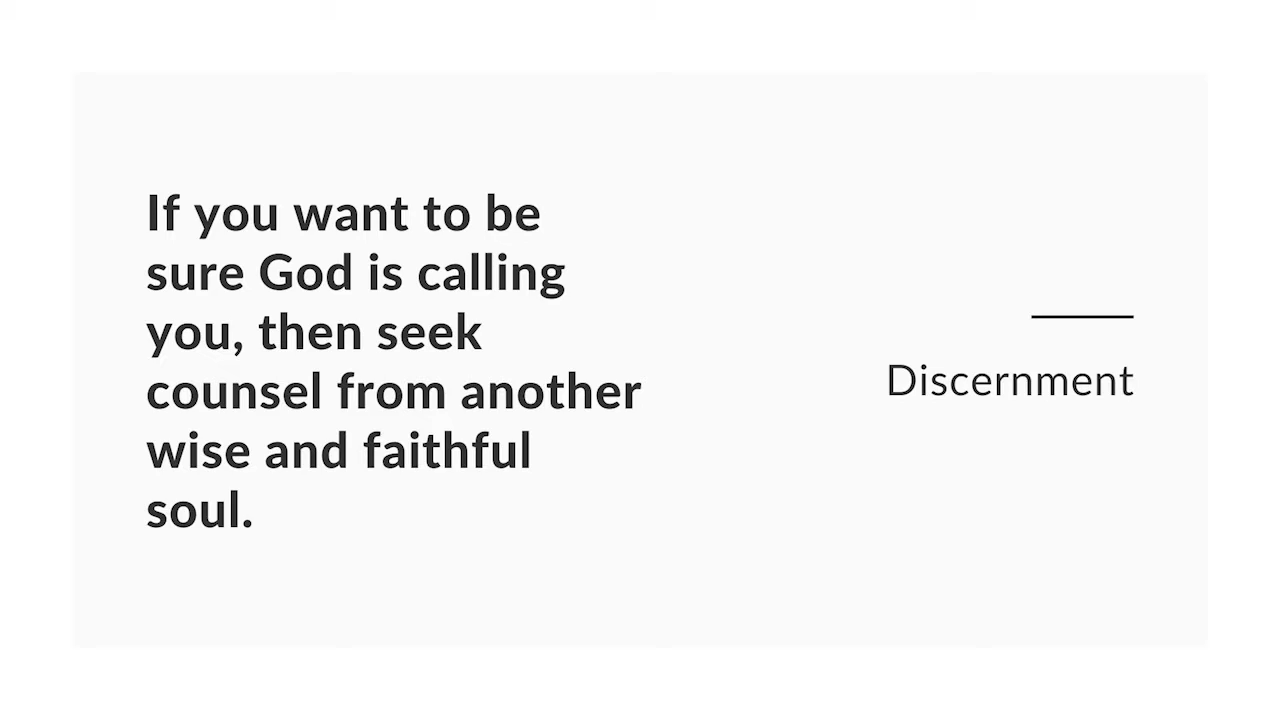 If you want to be
sure God is calling
you, then seek
counsel from another
wise and faithful
soul.
Discernment